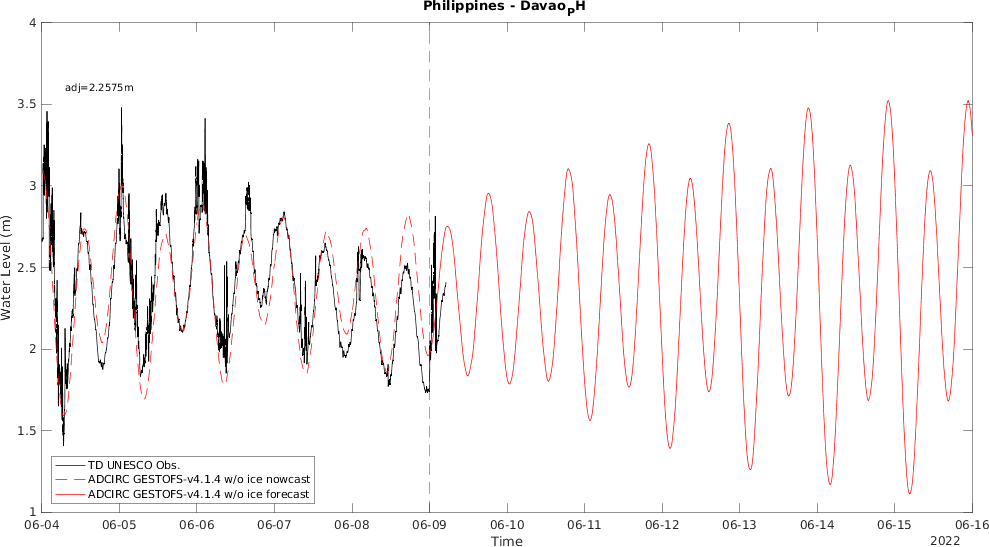 Philippines - DavaopH
4
3.5
3
2.5
2
1.5
1
Water Level (m)
adj=2.2575m
TD UNESCO Obs.
ADCIRC GESTOFS-v4.1.4 w/o ice nowcast
ADCIRC GESTOFS-v4.1.4 w/o ice forecast
06-04 06-05 06-06 06-07 06-08 06-09 06-10 06-11 06-12 06-13 06-14 06-15 06-16
Time
2022